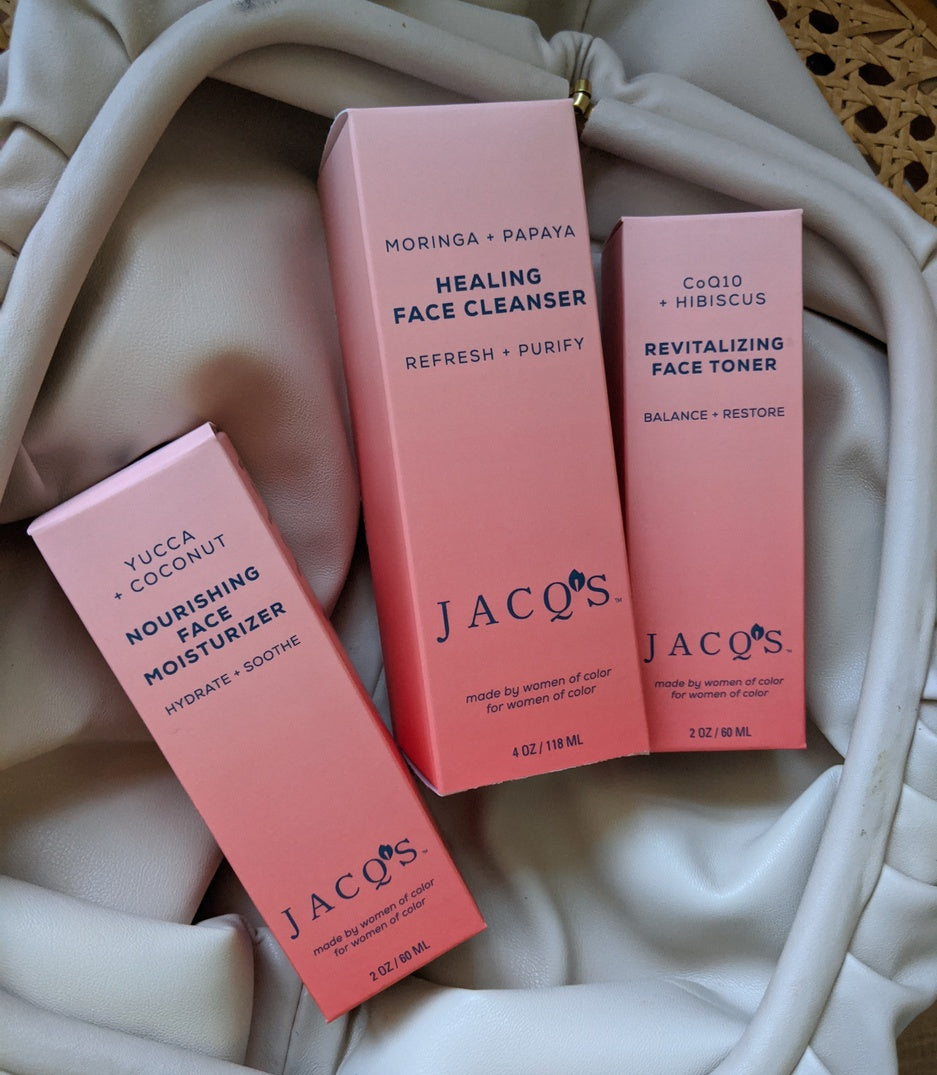 YUCCA
+ COCONUT
NOURISHING
FACE
MOISTURIZER
HYDRATE + SOOTHE
JACQ'S™
made by women of color
for women of color
2 OZ / 60 ML
MORINGA + PAPAYA
HEALING
FACE CLEANSER
REFRESH + PURIFY
JACQ'S™
made by women of color
for women of color
4 OZ / 118 ML
CoQ10
+ HIBISCUS
REVITALIZING
FACE TONER
BALANCE + RESTORE
JACQ'S™
made by women of color
for women of color
2 OZ / 60 ML